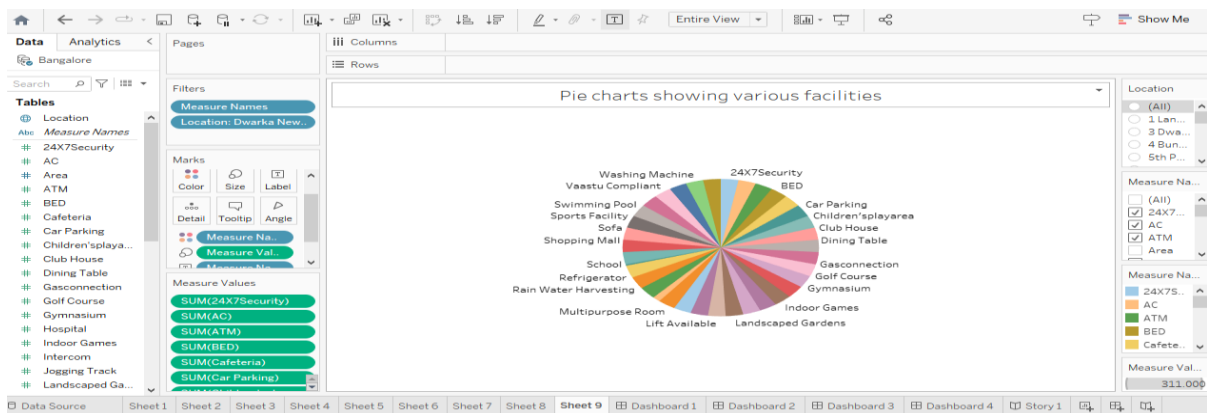 Entire View
Show Me
Data Analytics <
Bangalore
Search
Tables
Location
Abc Measure Names
# 24X7Security
# AC
# Area
# ATM
# BED
# Cafeteria
# Car Parking
# Children'splaya...
# Club House
# Dining Table
# Gasconnection
# Golf Course
# Gymnasium
# Hospital
# Indoor Games
# Intercom
# Jogging Track
# Landscaped Ga...
Pages
Filters
Measure Names
Location: Dwarka New...
Marks
Color Size Label
Detail Tooltip Angle
Measure Na...
Measure Val...
Measure Values
SUM(24X7Security)
SUM(AC)
SUM(ATM)
SUM(BED)
SUM(Cafeteria)
SUM(Car Parking)
iii Columns
Rows
Pie charts showing various facilities
Washing Machine
Vaastu Compliant
Swimming Pool
Sports Facility
Sofa
Shopping Mall
School
Refrigerator
Rain Water Harvesting
Multipurpose Room
Lift Available
24X7Security
BED
Car Parking
Children'splayarea
Club House
Dining Table
Gasconnection
Golf Course
Gymnasium
Indoor Games
Landscaped Gardens
Location
(All)
1 Lan...
3 Dwa...
4 Bun...
5th P...
Measure Na...
(All)
24X7...
AC
ATM
Area
Measure Na...
24X7S...
AC
ATM
BED
Cafete...
Measure Val...
311.000
Data Source Sheet 1 Sheet 2 Sheet 3 Sheet 4 Sheet 5 Sheet 6 Sheet 7 Sheet 8 Sheet 9 Dashboard 1 Dashboard 2 Dashboard 3 Dashboard 4 Story 1